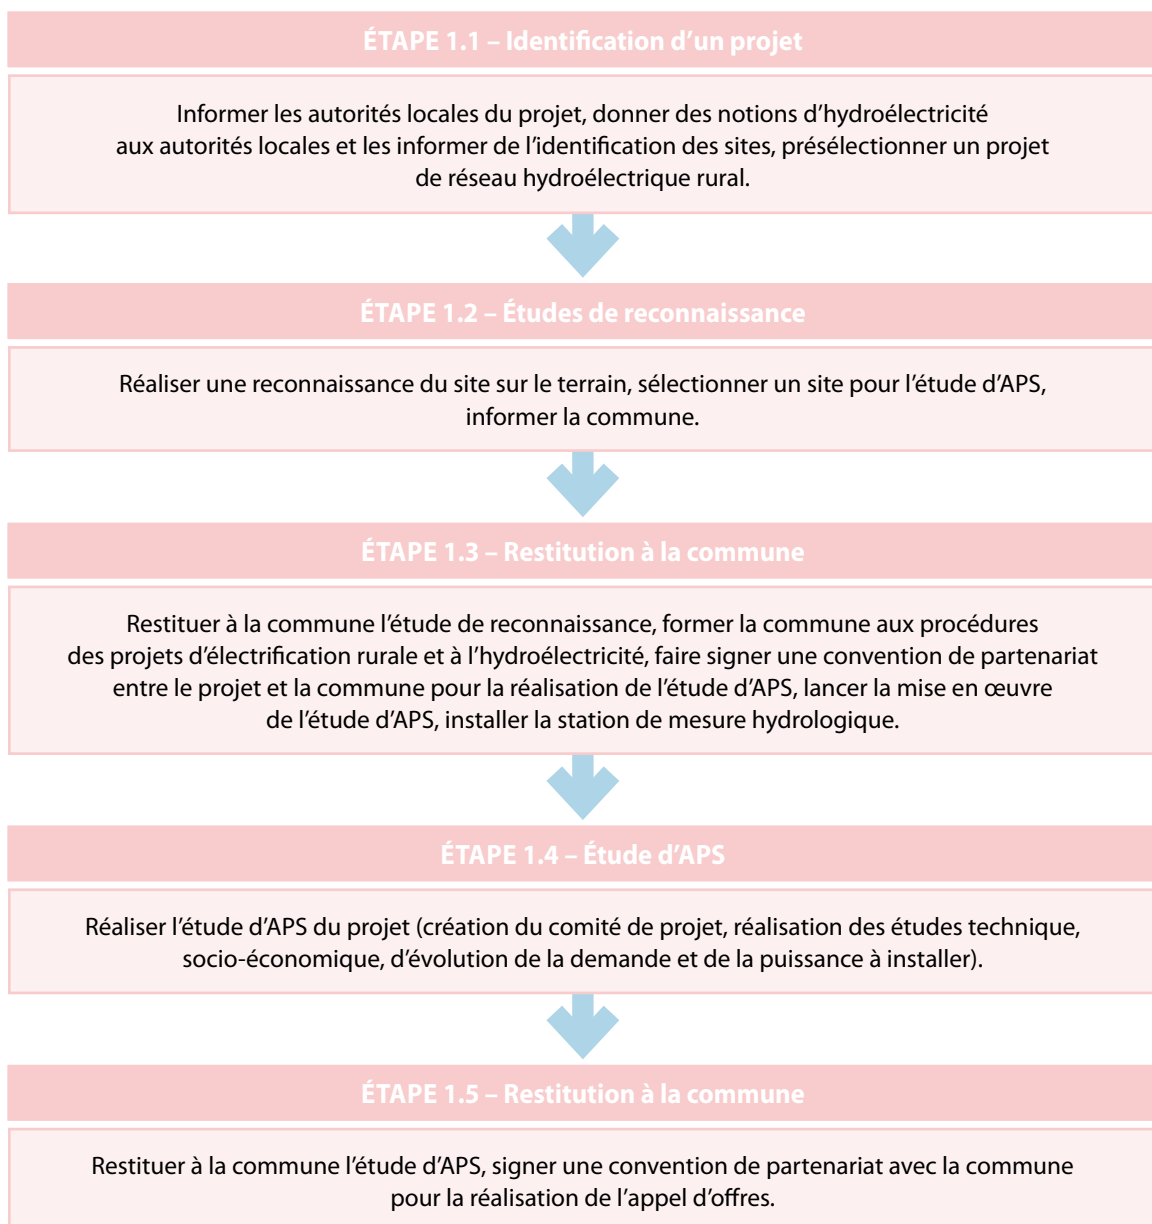 ÉTAPE 1.1 – Identification d’un projet
Informer les autorités locales du projet, donner des notions d’hydroélectricité
aux autorités locales et les informer de l’identification des sites, présélectionner un projet
de réseau hydroélectrique rural.
ÉTAPE 1.2 – Études de reconnaissance
Réaliser une reconnaissance du site sur le terrain, sélectionner un site pour l’étude d’APS,
informer la commune.
ÉTAPE 1.3 – Restitution à la commune
Restituer à la commune l’étude de reconnaissance, former la commune aux procédures
des projets d’électrification rurale et à l’hydroélectricité, faire signer une convention de partenariat
entre le projet et la commune pour la réalisation de l’étude d’APS, lancer la mise en œuvre
de l’étude d’APS, installer la station de mesure hydrologique.
ÉTAPE 1.4 – Étude d’APS
Réaliser l’étude d’APS du projet (création du comité de projet, réalisation des études technique,
socio-économique, d’évolution de la demande et de la puissance à installer).
ÉTAPE 1.5 – Restitution à la commune
Restituer à la commune l’étude d’APS, signer une convention de partenariat avec la commune
pour la réalisation de l’appel d’offres.